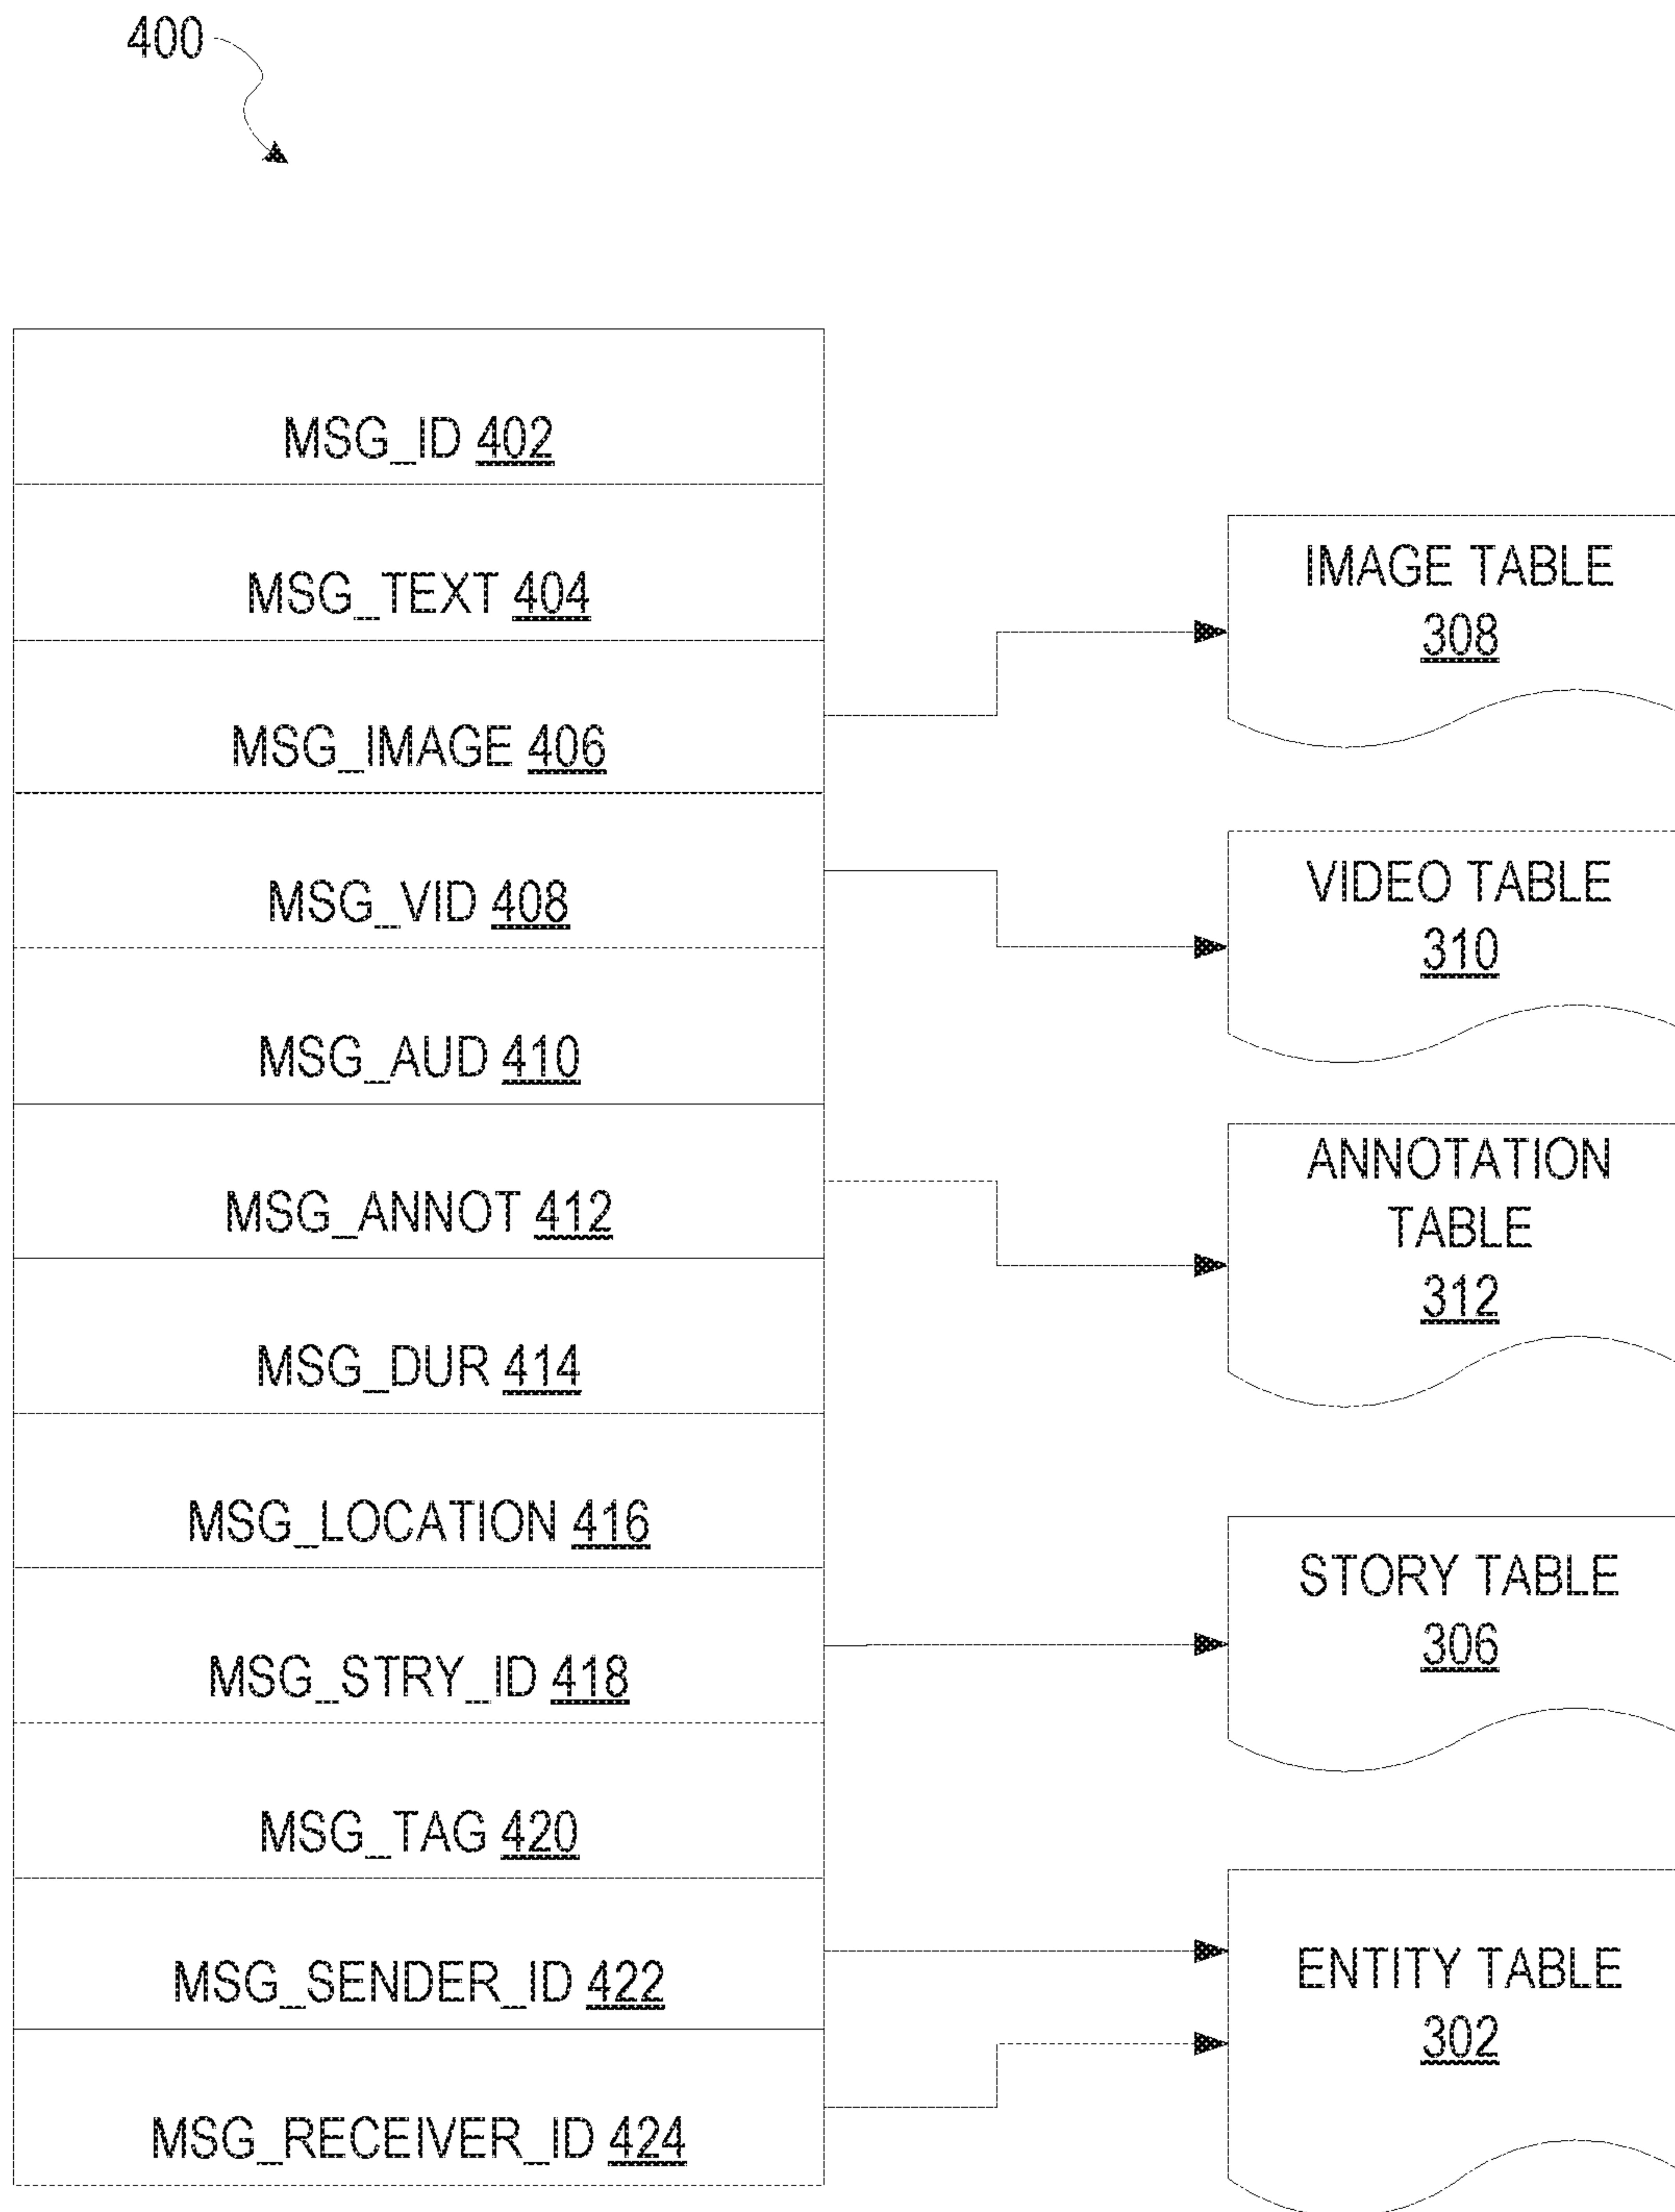 400
MSG_ID 402
MSG_TEXT 404
MSG_IMAGE 406
MSG_VID 408
MSG_AUD 410
MSG_ANNOT 412
MSG_DUR 414
MSG_LOCATION 416
MSG_STRY_ID 418
MSG_TAG 420
MSG_SENDER_ID 422
MSG_RECEIVER_ID 424
IMAGE TABLE
308
VIDEO TABLE
310
ANNOTATION
TABLE
312
STORY TABLE
306
ENTITY TABLE
302